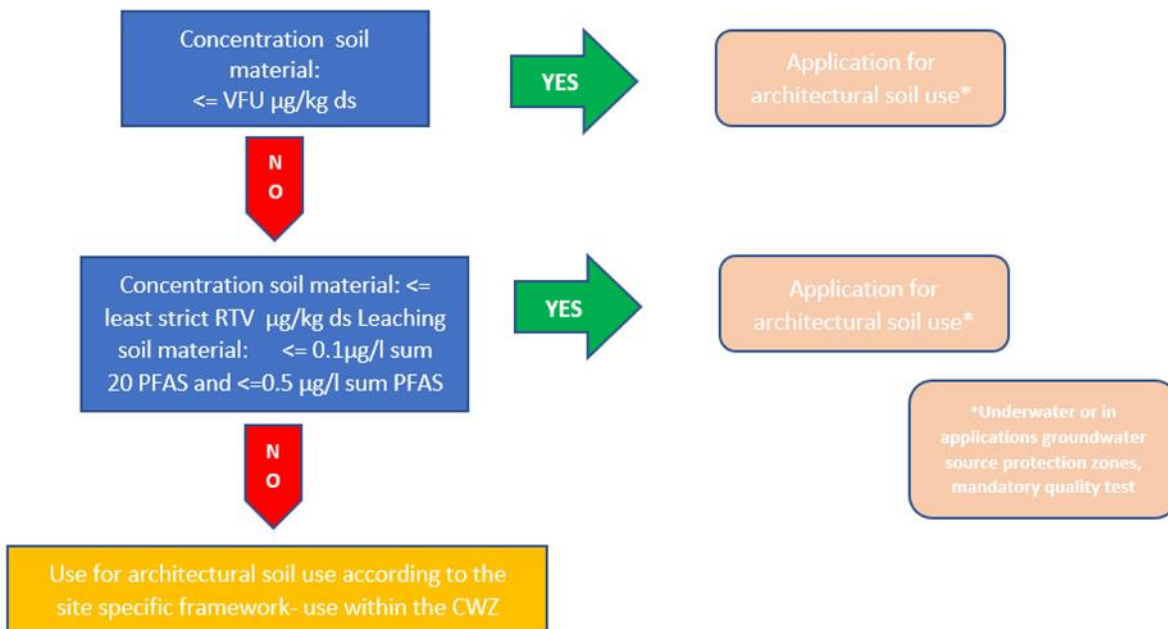 Concentration soil
material:
<= VFU µg/kg ds
YES
Application for
architectural soil use*
N
O
Concentration soil material: <=
least strict RTV µg/kg ds Leaching
soil material: <= 0.1µg/l sum
20 PFAS and <=0.5 µg/l sum PFAS
YES
Application for
architectural soil use*
*Underwater or in
applications groundwater
source protection zones,
mandatory quality test
N
O
Use for architectural soil use according to the
site specific framework- use within the CWZ